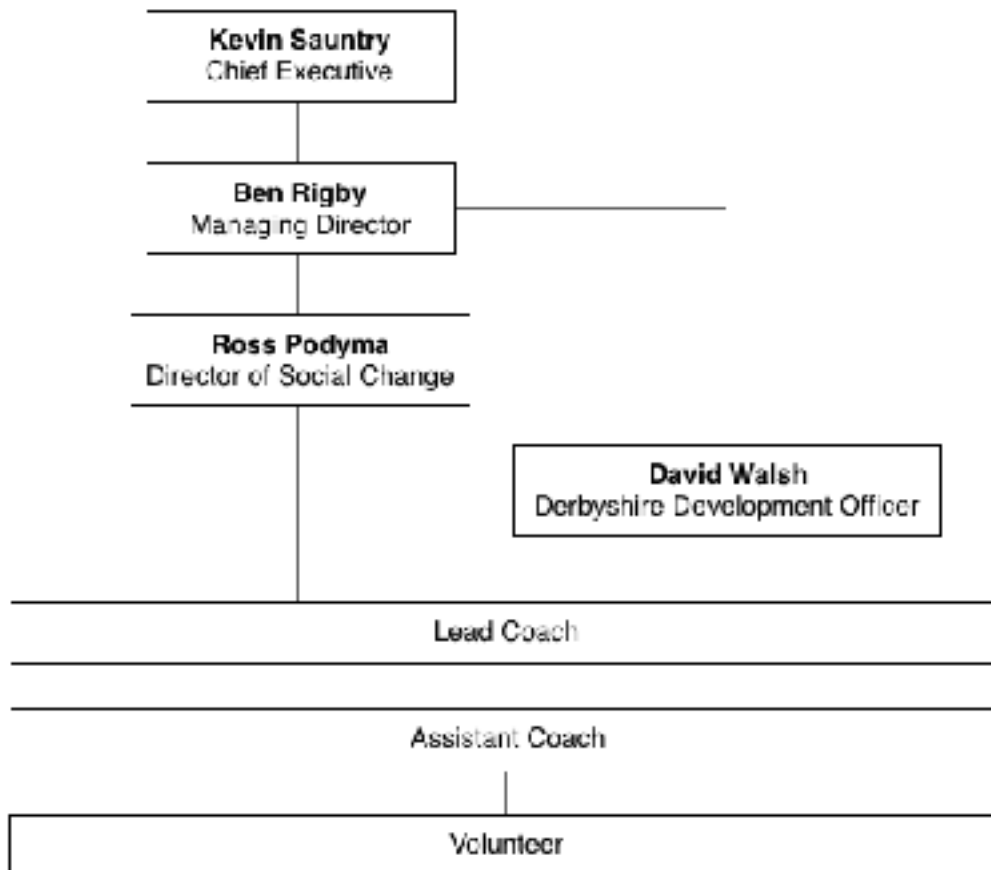 Kevin Sauntry
Chief Executive
Ben Rigby
Managing Director
Ross Podyma
Director of Social Change
David Walsh
Derbyshire Development Officer
Lead Coach
Assistant Coach
Volunteer